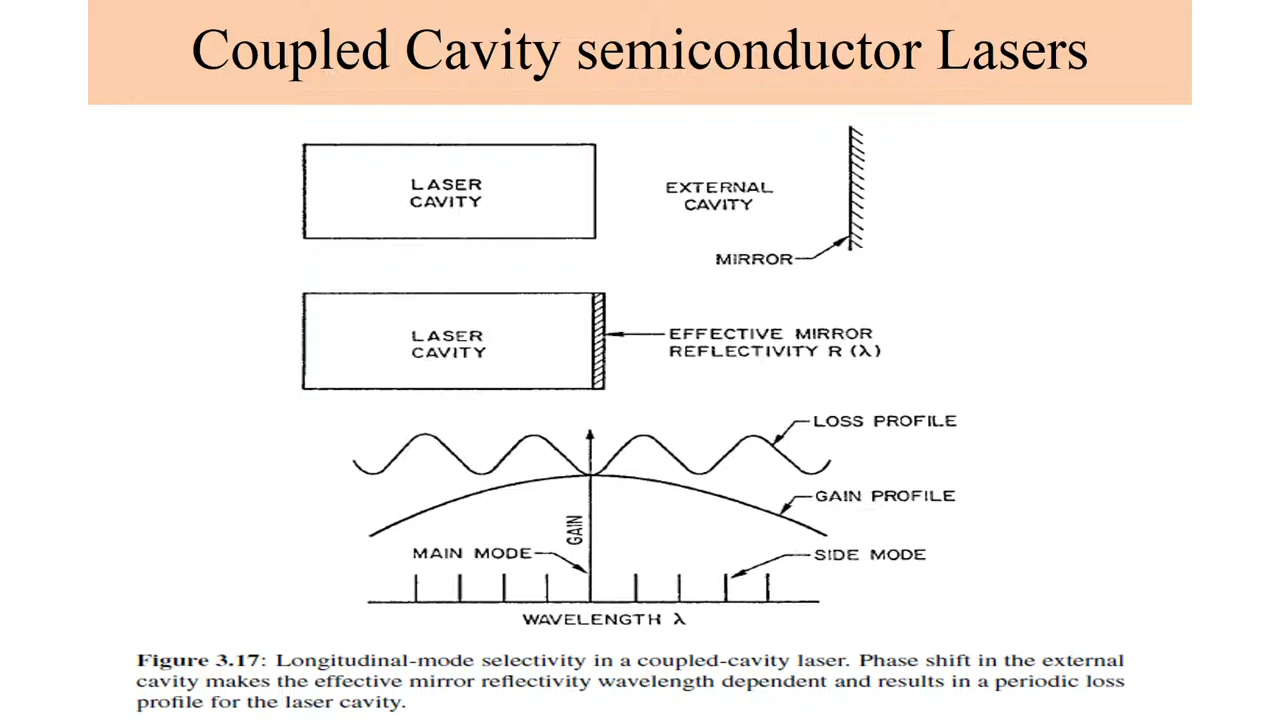 Coupled Cavity semiconductor Lasers
LASER
CAVITY
EXTERNAL
CAVITY
MIRROR
LASER
CAVITY
EFFECTIVE MIRROR
REFLECTIVITY R (λ)
LOSS PROFILE
GAIN PROFILE
GAIN
MAIN MODE
SIDE MODE
WAVELENGTH λ
Figure 3.17: Longitudinal-mode selectivity in a coupled-cavity laser. Phase shift in the external
cavity makes the effective mirror reflectivity wavelength dependent and results in a periodic loss
profile for the laser cavity.